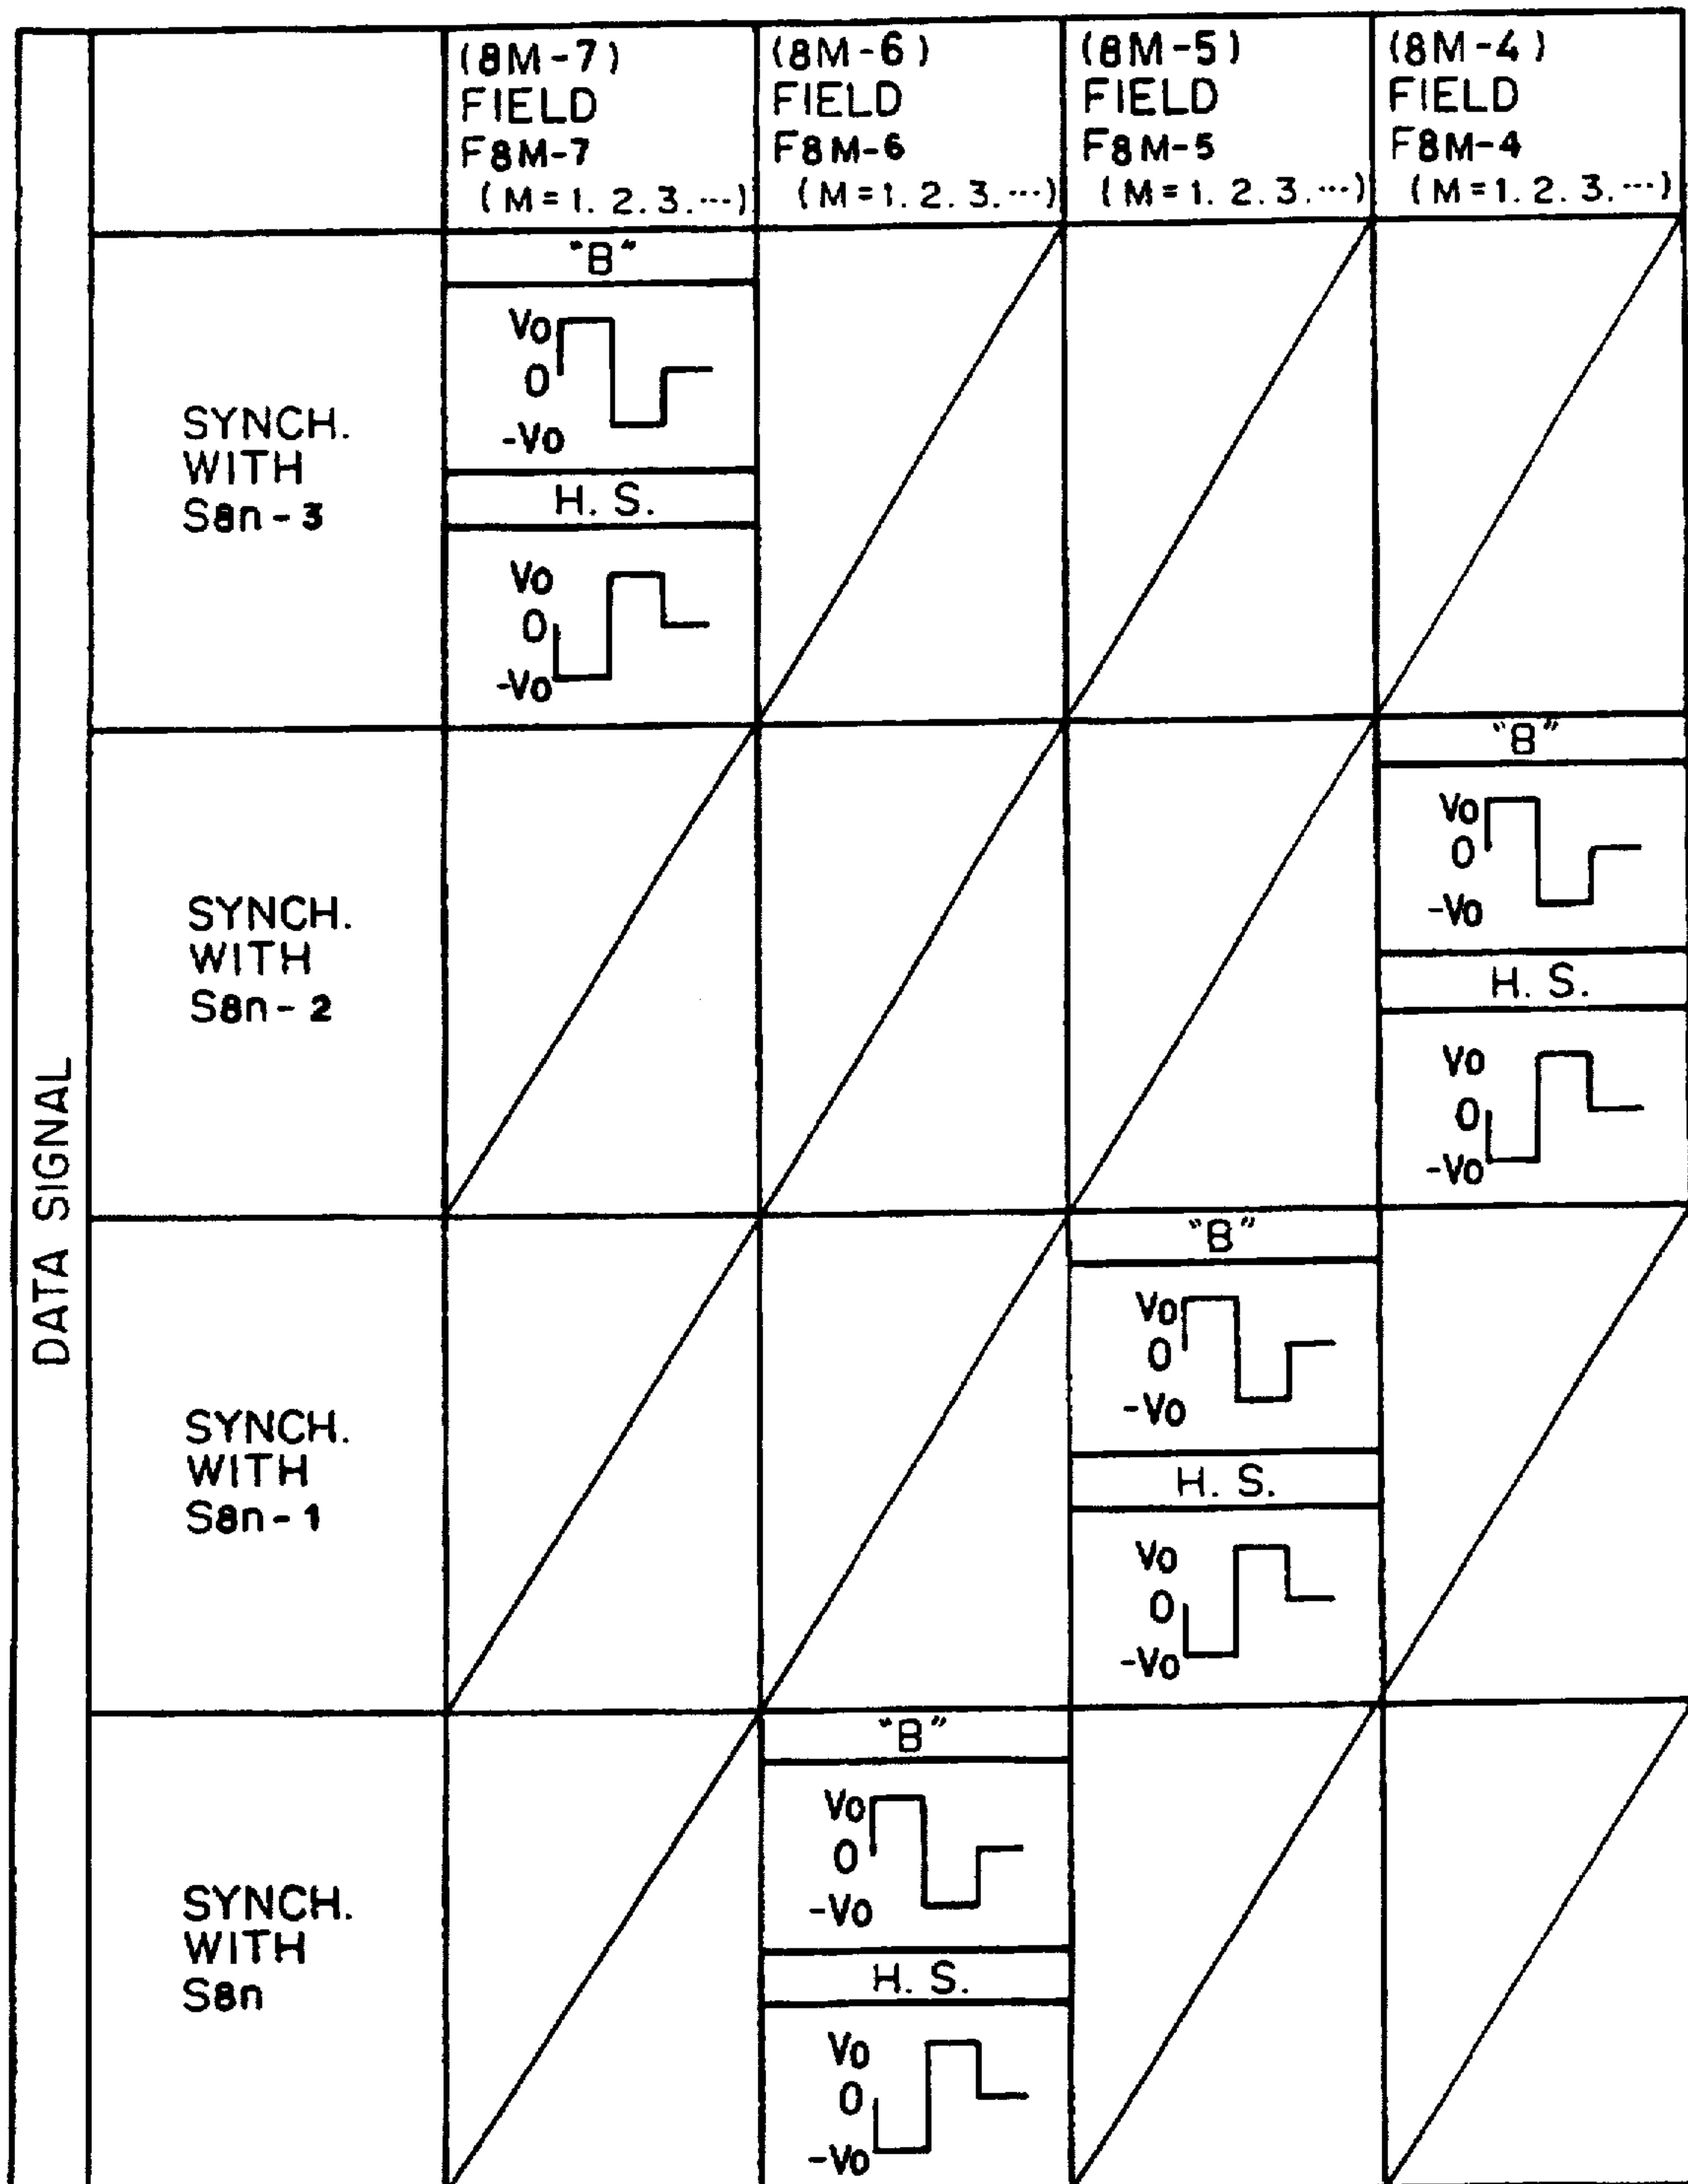 (8M-7)
FIELD
F8M-7
(M=1.2.3.…)
(8M-6)
FIELD
F8M-6
(M=1.2.3.…)
(8M-5)
FIELD
F8M-5
(M=1.2.3.…)
(8M-4)
FIELD
F8M-4
(M=1.2.3.…)
DATA SIGNAL
SYNCH.
WITH
S8n-3
"B"
Vo
0
-Vo
H. S.
Vo
0
-Vo
SYNCH.
WITH
S8n-2
"B"
Vo
0
-Vo
H. S.
Vo
0
-Vo
SYNCH.
WITH
S8n-1
"B"
Vo
0
-Vo
H. S.
Vo
0
-Vo
SYNCH.
WITH
S8n
"B"
Vo
0
-Vo
H. S.
Vo
0
-Vo